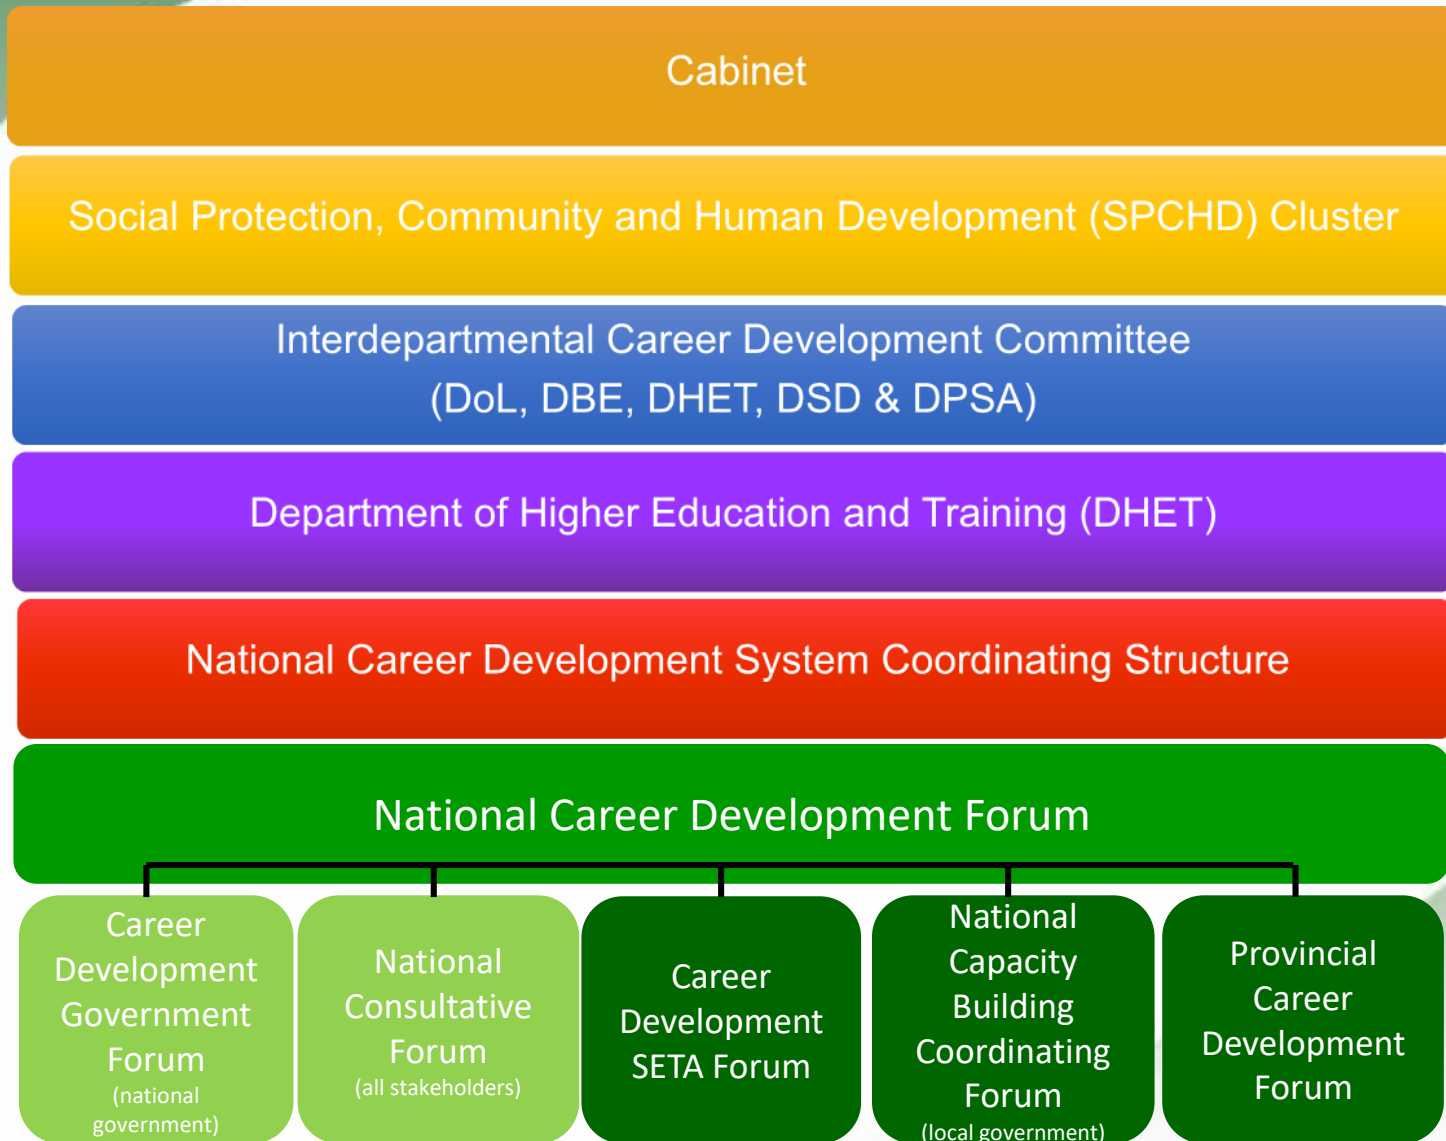 Cabinet
Social Protection, Community and Human Development (SPCHD) Cluster
Interdepartmental Career Development Committee
(DoL, DBE, DHET, DSD & DPSA)
Department of Higher Education and Training (DHET)
National Career Development System Coordinating Structure
National Career Development Forum
Career
Development
Government
Forum
(national
government)
National
Consultative
Forum
(all stakeholders)
Career
Development
SETA Forum
National
Capacity
Building
Coordinating
Forum
(local government)
Provincial
Career
Development
Forum